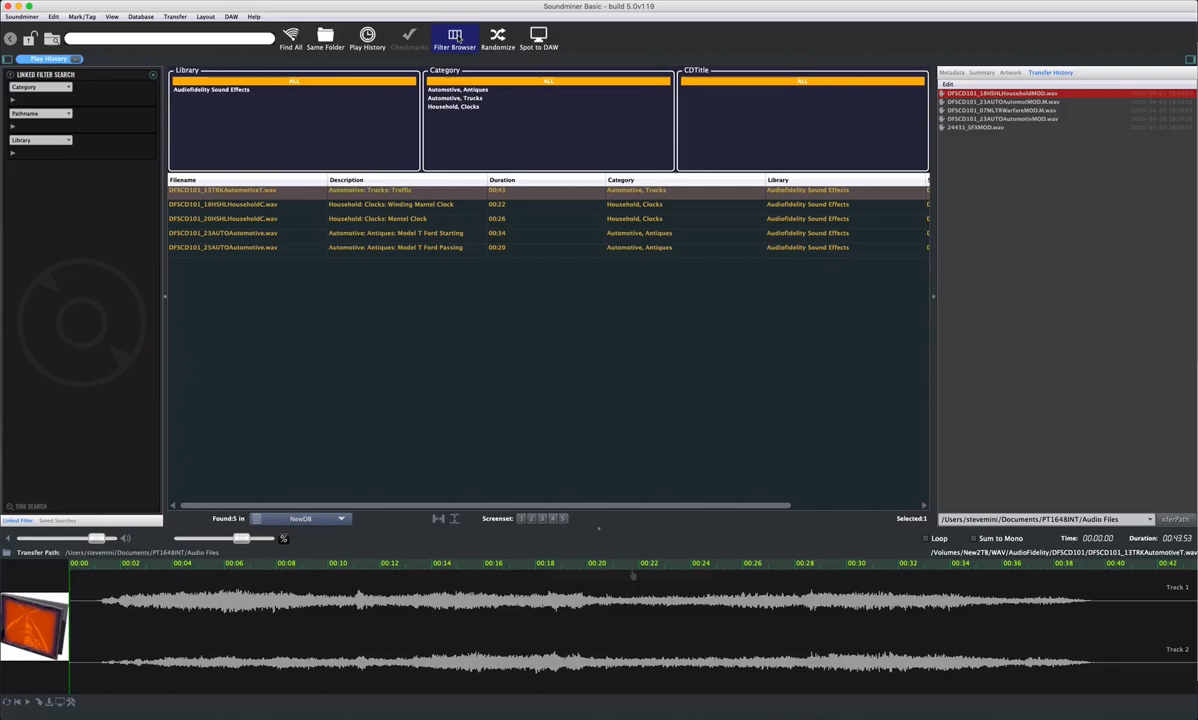 Soundminer Basic - build 5.0v119
Soundminer Edit Mark/Tag View Database Transfer Layout DAW Help
Find All Same Folder Play History Checkmarks Filter Browser Randomize Spot to DAW
Play History
LINKED FILTER SEARCH
Category
Pathname
Library
TIME SEARCH
Linked Filter Saved Searches
Library
ALL
Audiofidelity Sound Effects
Category
ALL
Automotive, Antiques
Automotive, Trucks
Household, Clocks
CDTitle
ALL
Filename Description Duration Category Library
DFSCD101_13TRKAutomotiveT.wav Automotive: Trucks: Traffic 00:43 Automotive, Trucks Audiofidelity Sound Effects
DFSCD101_18HSHLHouseholdC.wav Household: Clocks: Winding Mantel Clock 00:22 Household, Clocks Audiofidelity Sound Effects
DFSCD101_20HSHLHouseholdC.wav Household: Clocks: Mantel Clock 00:26 Household, Clocks Audiofidelity Sound Effects
DFSCD101_23AUTOAutomotive.wav Automotive: Antiques: Model T Ford Starting 00:34 Automotive, Antiques Audiofidelity Sound Effects
DFSCD101_25AUTOAutomotive.wav Automotive: Antiques: Model T Ford Passing 00:20 Automotive, Antiques Audiofidelity Sound Effects
Found:5 in NewDB Screenset: 1 2 3 4 5 Selected:1
Metadata Summary Artwork Transfer History
Edit
DFSCD101_18HSHLHouseholdMOD.wav
DFSCD101_23AUTOAutomotMOD.M.wav
DFSCD101_07MLTRWarfareMOD.M.wav
DFSCD101_23AUTOAutomotivMOD.wav
24431_SFXMOD.wav
/Users/stevemini/Documents/PT1648INT/Audio Files xferPath
Loop Sum to Mono Time: 00:00.00 Duration: 00:43.53
Transfer Path: /Users/stevemini/Documents/PT1648INT/Audio Files
/Volumes/New2TB/WAV/AudioFidelity/DFSCD101/DFSCD101_13TRKAutomotiveT.wav
00:00 00:02 00:04 00:06 00:08 00:10 00:12 00:14 00:16 00:18 00:20 00:22 00:24 00:26 00:28 00:30 00:32 00:34 00:36 00:38 00:40 00:42
Track 1
Track 2